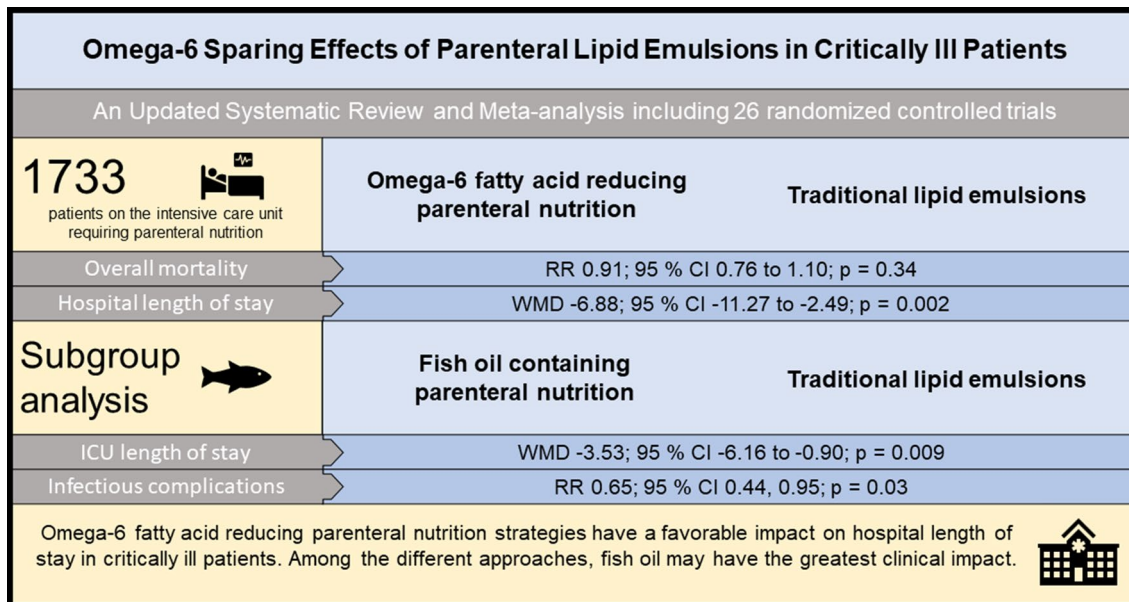 Omega-6 Sparing Effects of Parenteral Lipid Emulsions in Critically Ill Patients
An Updated Systematic Review and Meta-analysis including 26 randomized controlled trials
1733
patients on the intensive care unit
requiring parenteral nutrition
Omega-6 fatty acid reducing
parenteral nutrition
Traditional lipid emulsions
Overall mortality
RR 0.91; 95 % CI 0.76 to 1.10; p = 0.34
Hospital length of stay
WMD -6.88; 95 % CI -11.27 to -2.49; p = 0.002
Subgroup
analysis
Fish oil containing
parenteral nutrition
Traditional lipid emulsions
ICU length of stay
WMD -3.53; 95 % CI -6.16 to -0.90; p = 0.009
Infectious complications
RR 0.65; 95 % CI 0.44, 0.95; p = 0.03
Omega-6 fatty acid reducing parenteral nutrition strategies have a favorable impact on hospital length of
stay in critically ill patients. Among the different approaches, fish oil may have the greatest clinical impact.